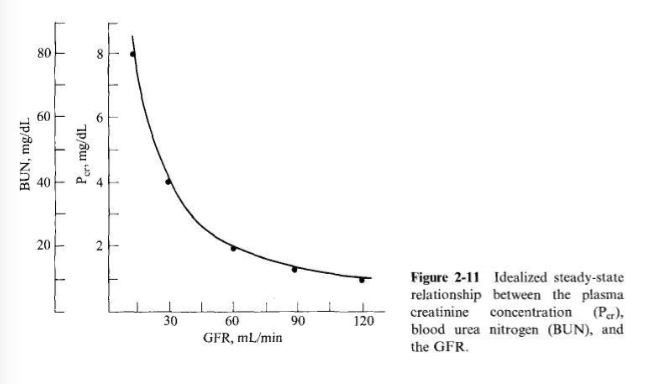 BUN, mg/dL
80
60
40
20
Pcr, mg/dL
8
6
4
2
30
60
90
120
GFR, mL/min
Figure 2-11 Idealized steady-state
relationship between the plasma
creatinine concentration (Pcr),
blood urea nitrogen (BUN), and
the GFR.